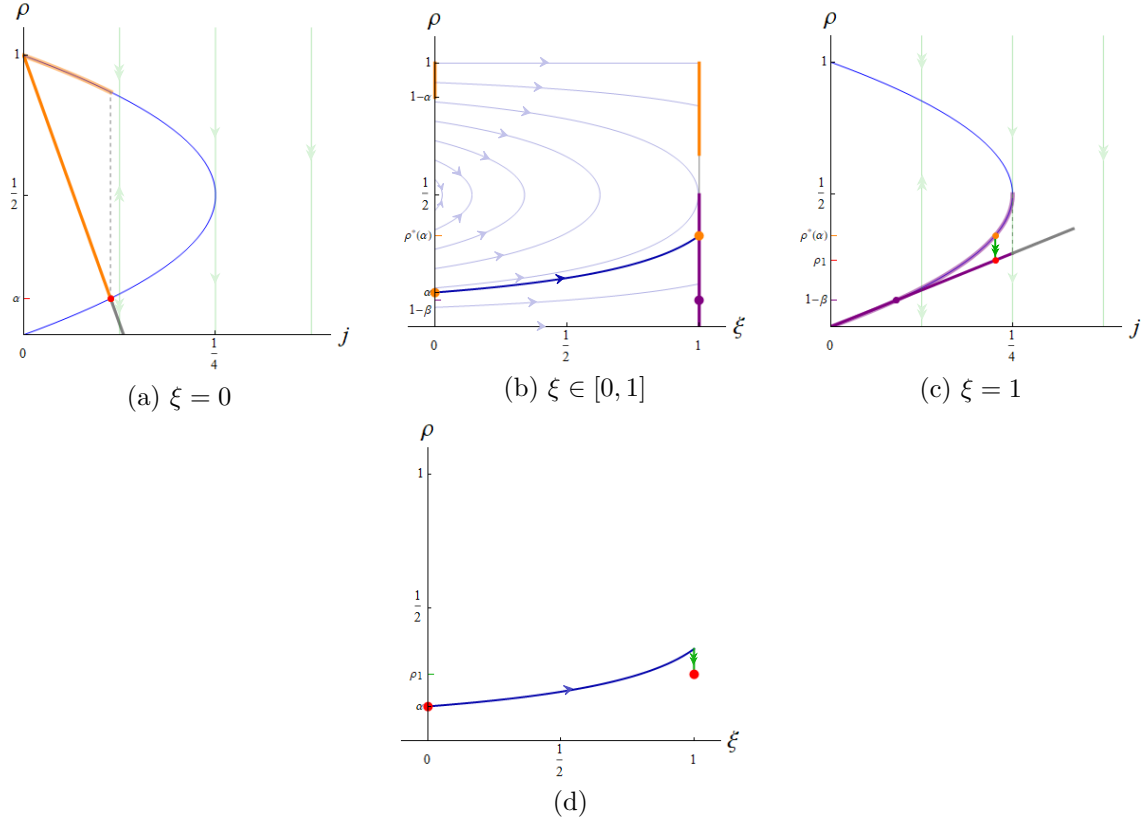 ρ
1
1/2
α
0
1/4
j
(a) ξ = 0
ρ
1
1−α
1/2
ρ*(α)
α
1−β
0
1/2
1
ξ
(b) ξ ∈ [0, 1]
ρ
1
1/2
ρ*(α)
ρ1
1−β
0
1/4
j
(c) ξ = 1
ρ
1
1/2
ρ1
α
0
1/2
1
ξ
(d)